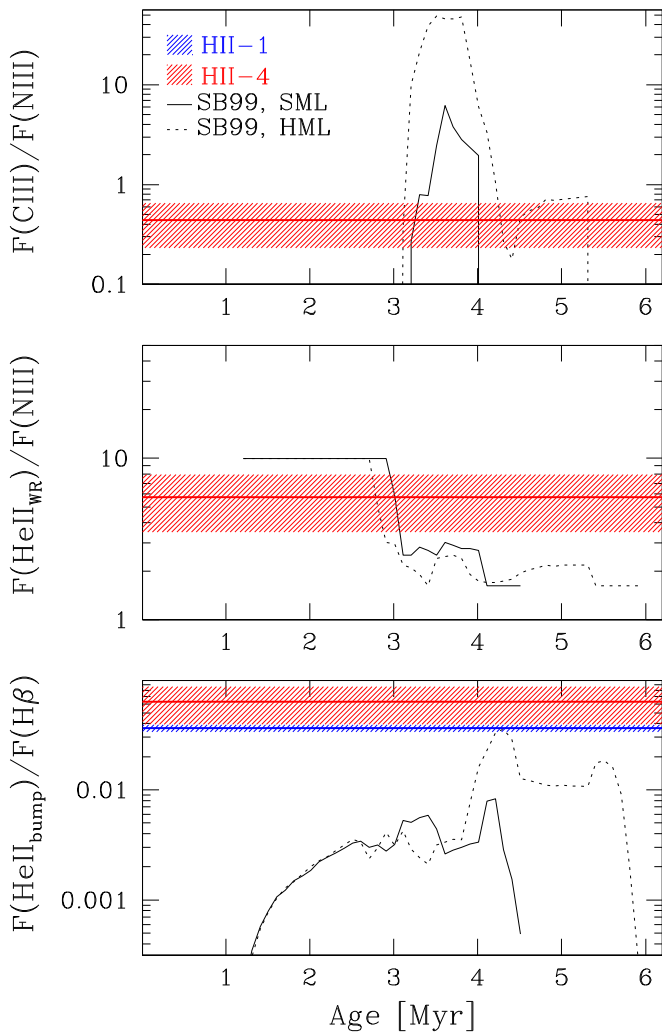 HII-1
HII-4
SB99, SML
SB99, HML
F(CIII)/F(NIII)
10
1
0.1
1 2 3 4 5 6
F(HeII_WR)/F(NIII)
10
1
1 2 3 4 5 6
F(HeII_bump)/F(Hβ)
0.01
0.001
1 2 3 4 5 6
Age [Myr]